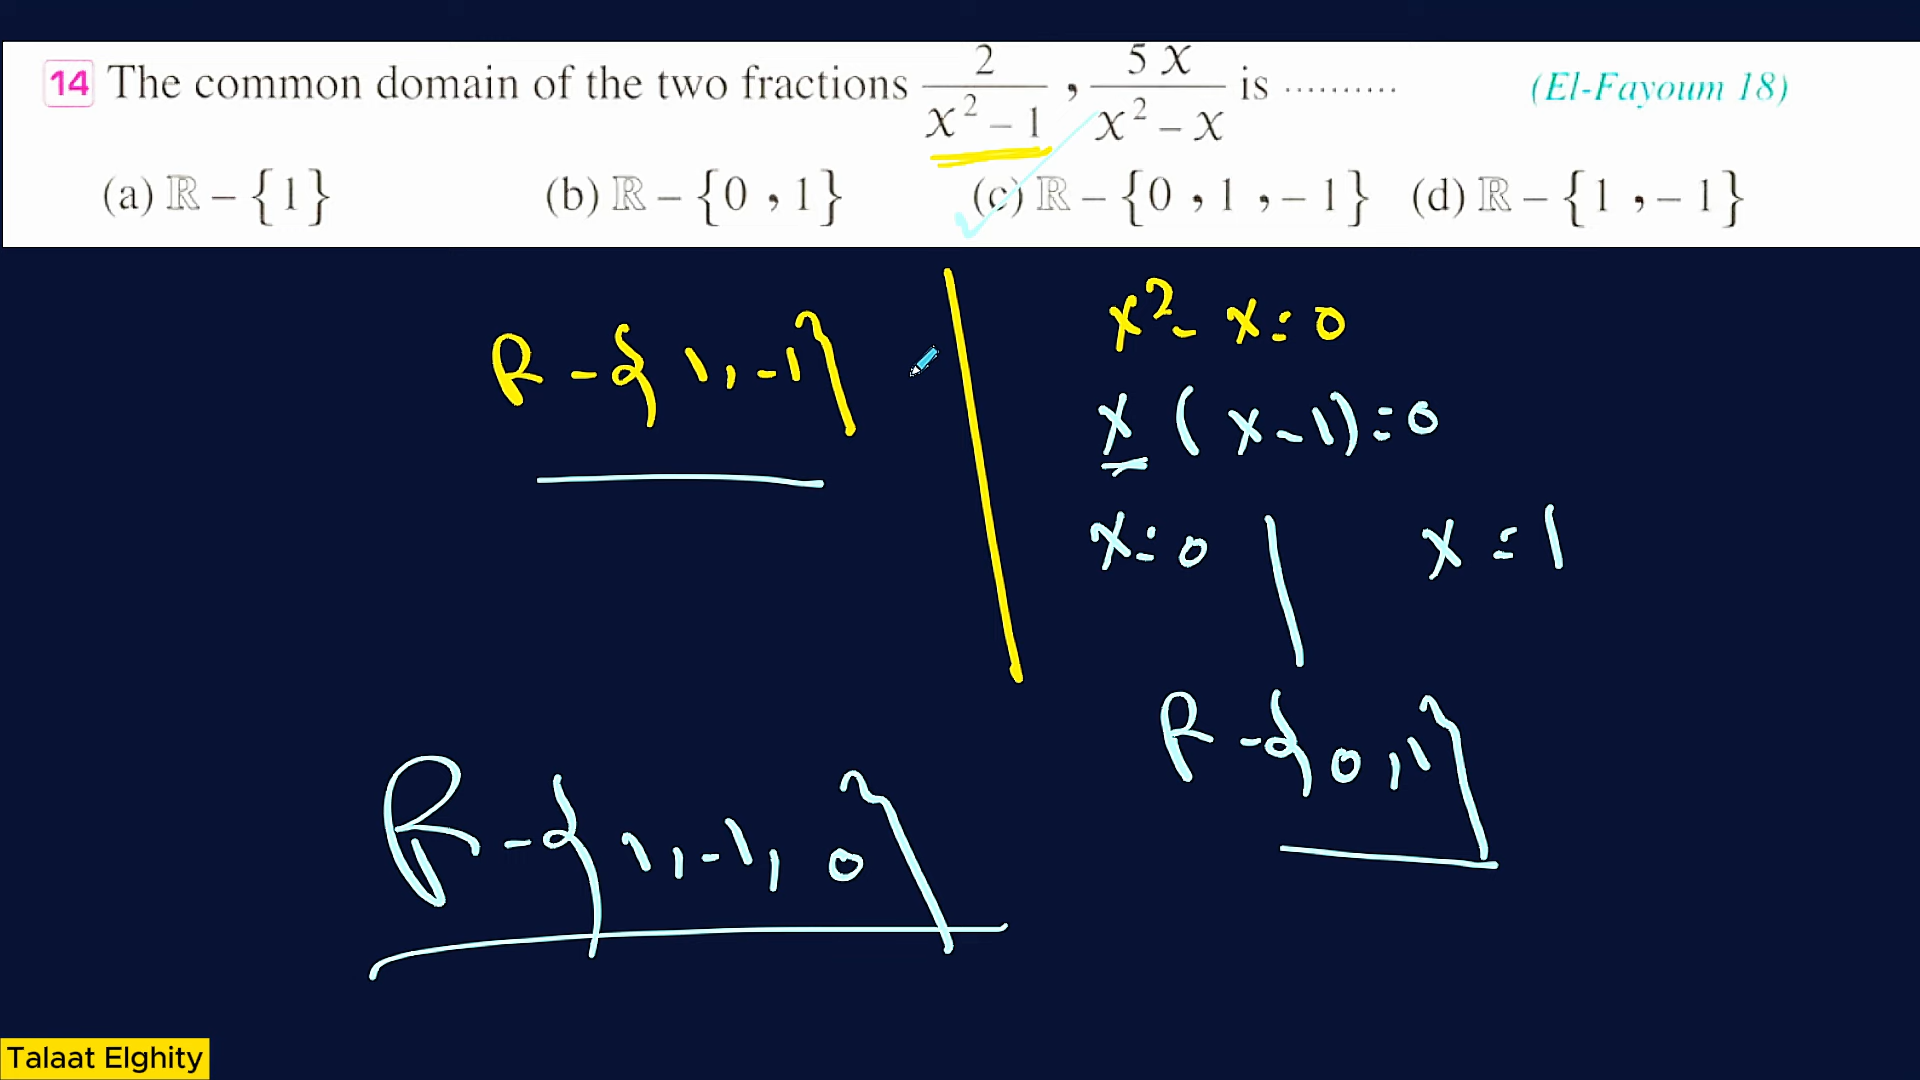 14 The common domain of the two fractions 2 / (x² – 1) , 5 x / (x² – x) is .......... (El-Fayoum 18)
(a) ℝ – {1} (b) ℝ – {0 , 1} (c) ℝ – {0 , 1 , – 1} (d) ℝ – {1 , – 1}
R - { 1, -1}
x² - x = 0
x ( x - 1) = 0
x = 0 | x = 1
R - {0, 1}
R - { 1, -1, 0}
Talaat Elghity